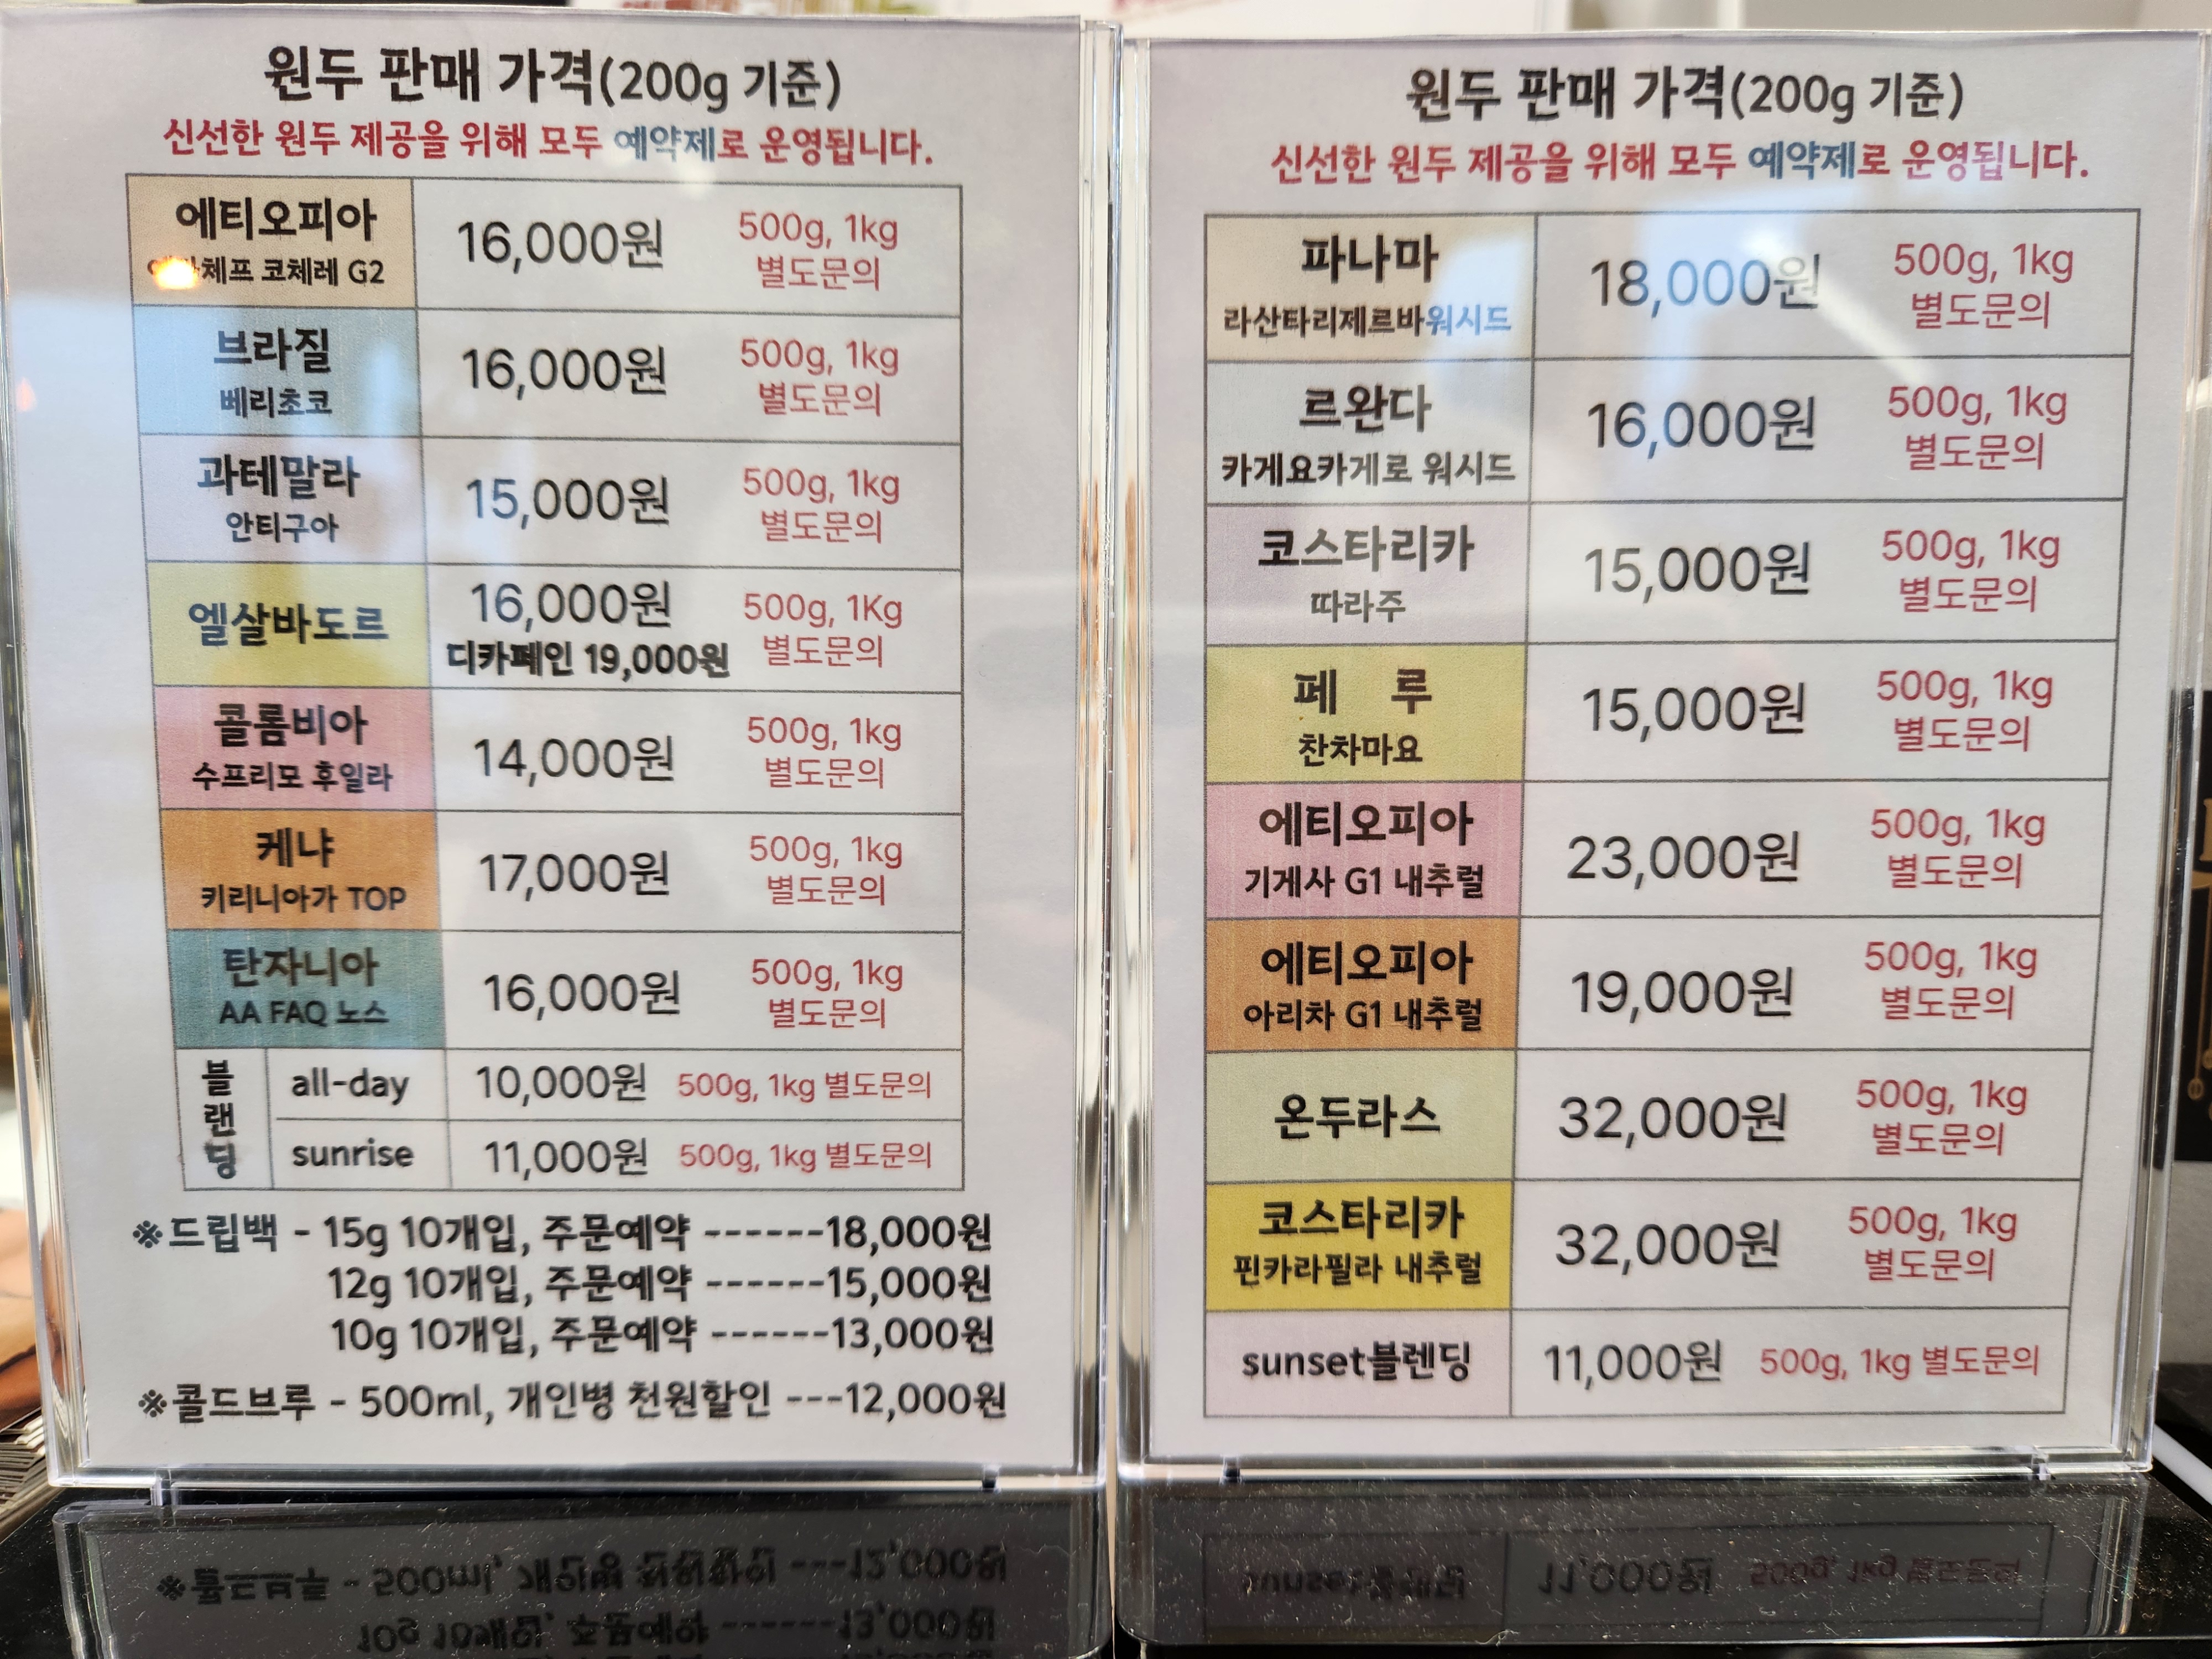 원두 판매 가격(200g 기준)
신선한 원두 제공을 위해 모두 예약제로 운영됩니다.
에티오피아
체프 코체레 G2
16,000원
500g, 1kg
별도문의
브라질
베리초코
16,000원
500g, 1kg
별도문의
과테말라
안티구아
15,000원
500g, 1kg
별도문의
엘살바도르
16,000원
디카페인 19,000원
500g, 1Kg
별도문의
콜롬비아
수프리모 후일라
14,000원
500g, 1kg
별도문의
케냐
키리니아가 TOP
17,000원
500g, 1kg
별도문의
탄자니아
AA FAQ 노스
16,000원
500g, 1kg
별도문의
블랜딩
all-day 10,000원 500g, 1kg 별도문의
sunrise 11,000원 500g, 1kg 별도문의
※드립백 - 15g 10개입, 주문예약 ------18,000원
12g 10개입, 주문예약 ------15,000원
10g 10개입, 주문예약 ------13,000원
※콜드브루 - 500ml, 개인병 천원할인 ---12,000원
원두 판매 가격(200g 기준)
신선한 원두 제공을 위해 모두 예약제로 운영됩니다.
파나마
라산타리제르바워시드
18,000원
500g, 1kg
별도문의
르완다
카게요카게로 워시드
16,000원
500g, 1kg
별도문의
코스타리카
따라주
15,000원
500g, 1kg
별도문의
페 루
찬차마요
15,000원
500g, 1kg
별도문의
에티오피아
기게사 G1 내추럴
23,000원
500g, 1kg
별도문의
에티오피아
아리차 G1 내추럴
19,000원
500g, 1kg
별도문의
온두라스
32,000원
500g, 1kg
별도문의
코스타리카
핀카라필라 내추럴
32,000원
500g, 1kg
별도문의
sunset블렌딩 11,000원 500g, 1kg 별도문의